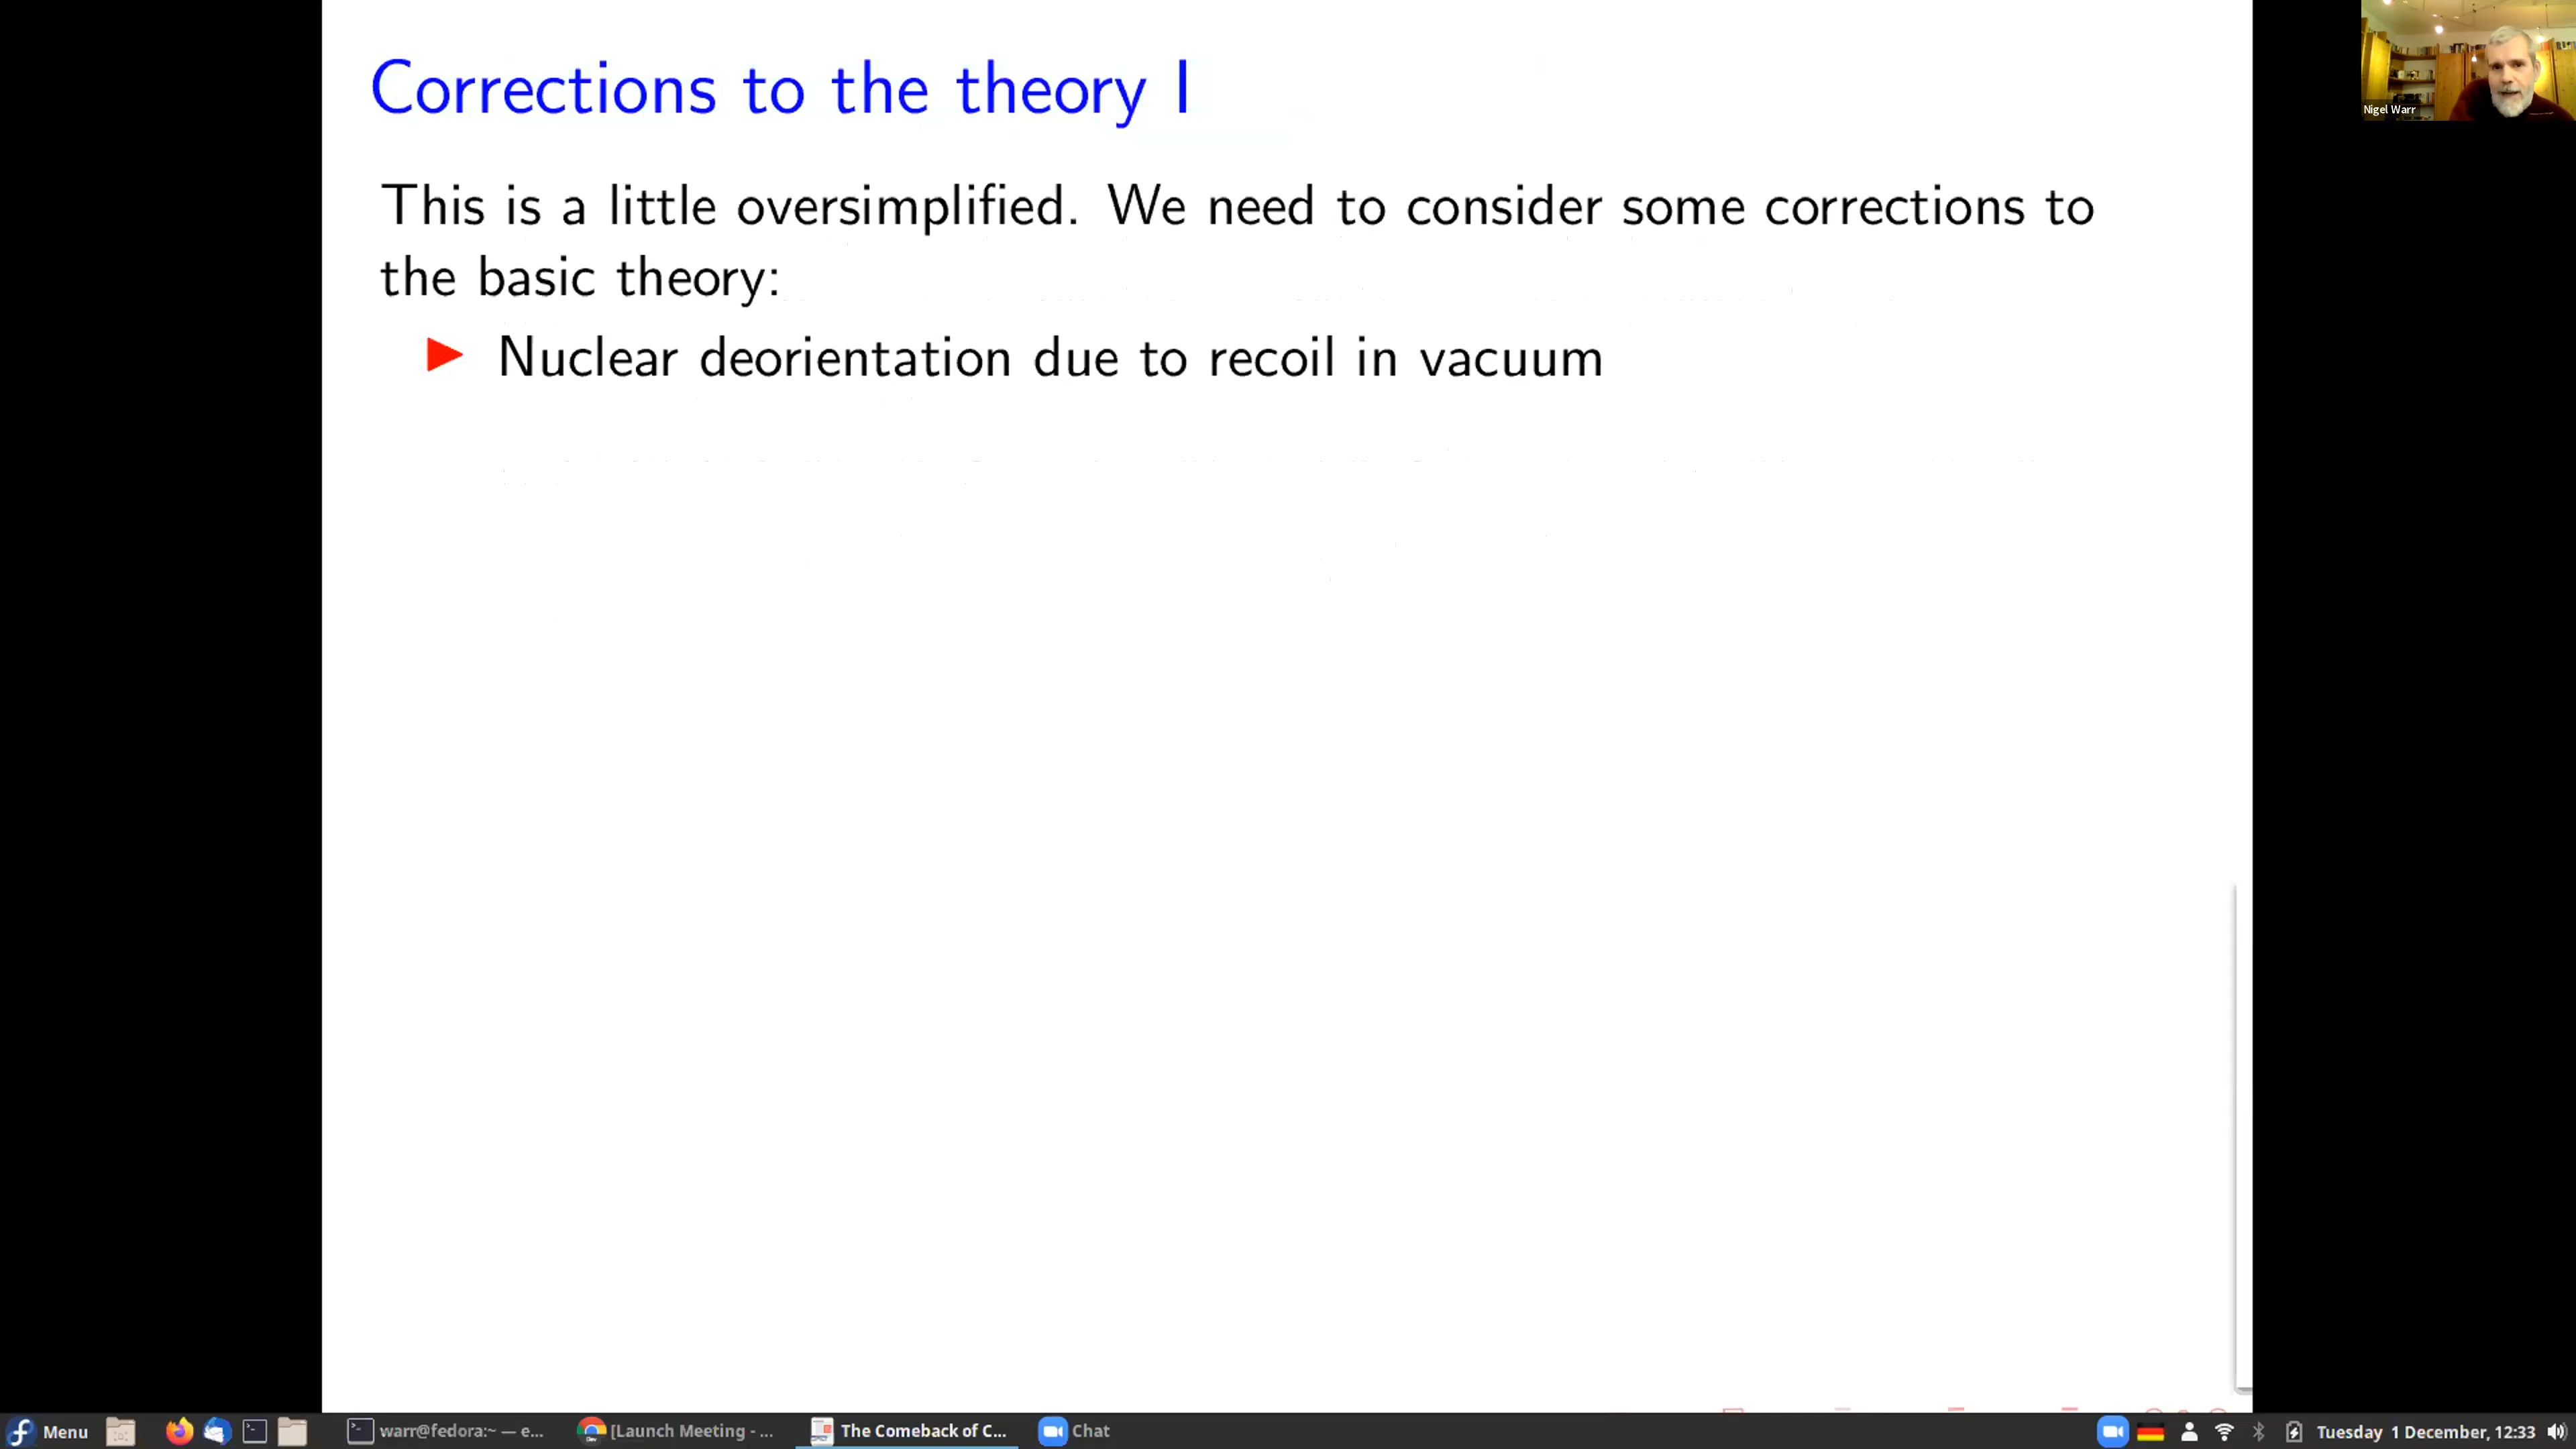 Corrections to the theory I
Nigel Warr
This is a little oversimplified. We need to consider some corrections to
the basic theory:
Nuclear deorientation due to recoil in vacuum
Menu
warr@fedora:~ — e...
[Launch Meeting - ...
The Comeback of C...
Chat
Tuesday 1 December, 12:33